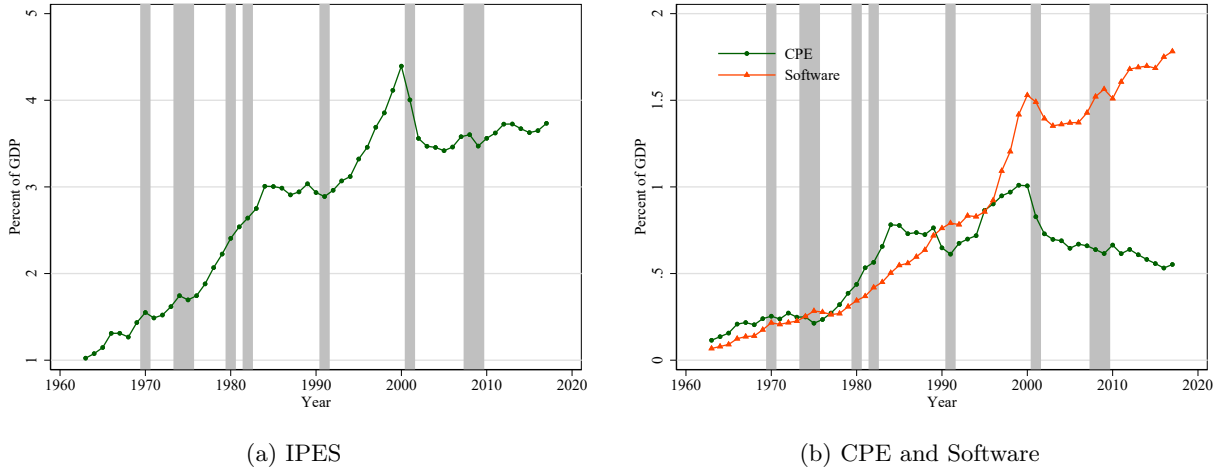 5
4
3
2
1
Percent of GDP
1960 1970 1980 1990 2000 2010 2020
Year
(a) IPES
2
1.5
1
.5
0
Percent of GDP
CPE
Software
1960 1970 1980 1990 2000 2010 2020
Year
(b) CPE and Software